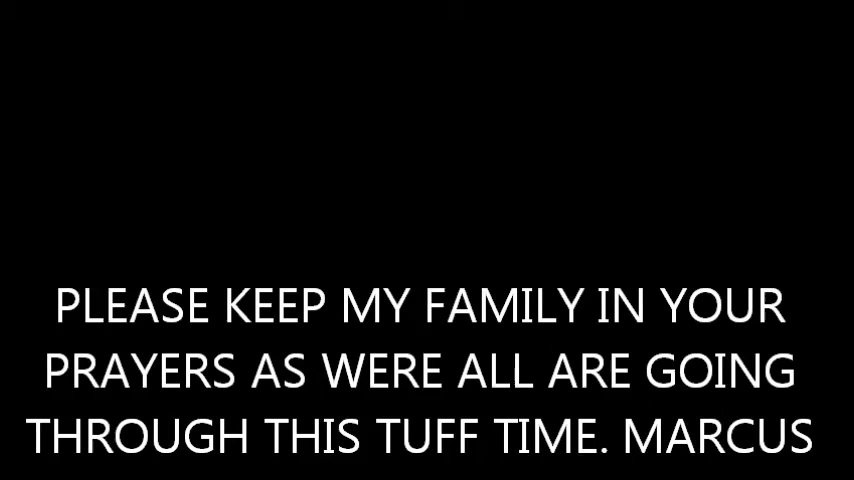 PLEASE KEEP MY FAMILY IN YOUR
PRAYERS AS WERE ALL ARE GOING
THROUGH THIS TUFF TIME. MARCUS